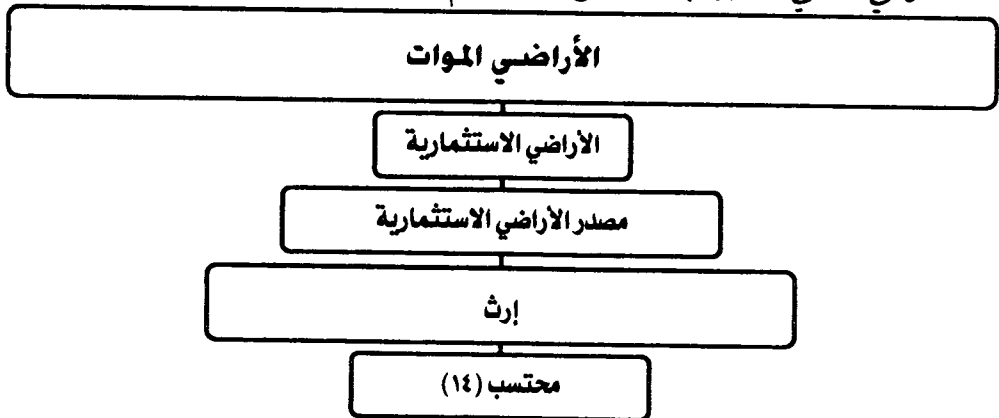 الأراضي الموات
الأراضي الاستثمارية
مصدر الأراضي الاستثمارية
إرث
محتسب (١٤)